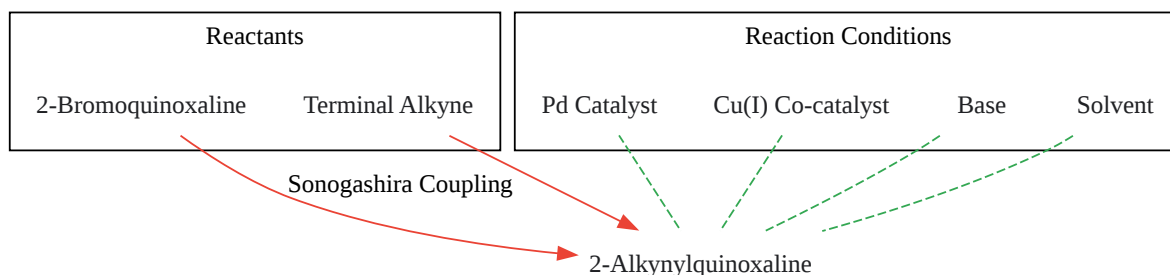 Reactants
Reaction Conditions
2-Bromoquinoxaline
Terminal Alkyne
Pd Catalyst
Cu(I) Co-catalyst
Base
Solvent
Sonogashira Coupling
2-Alkynylquinoxaline